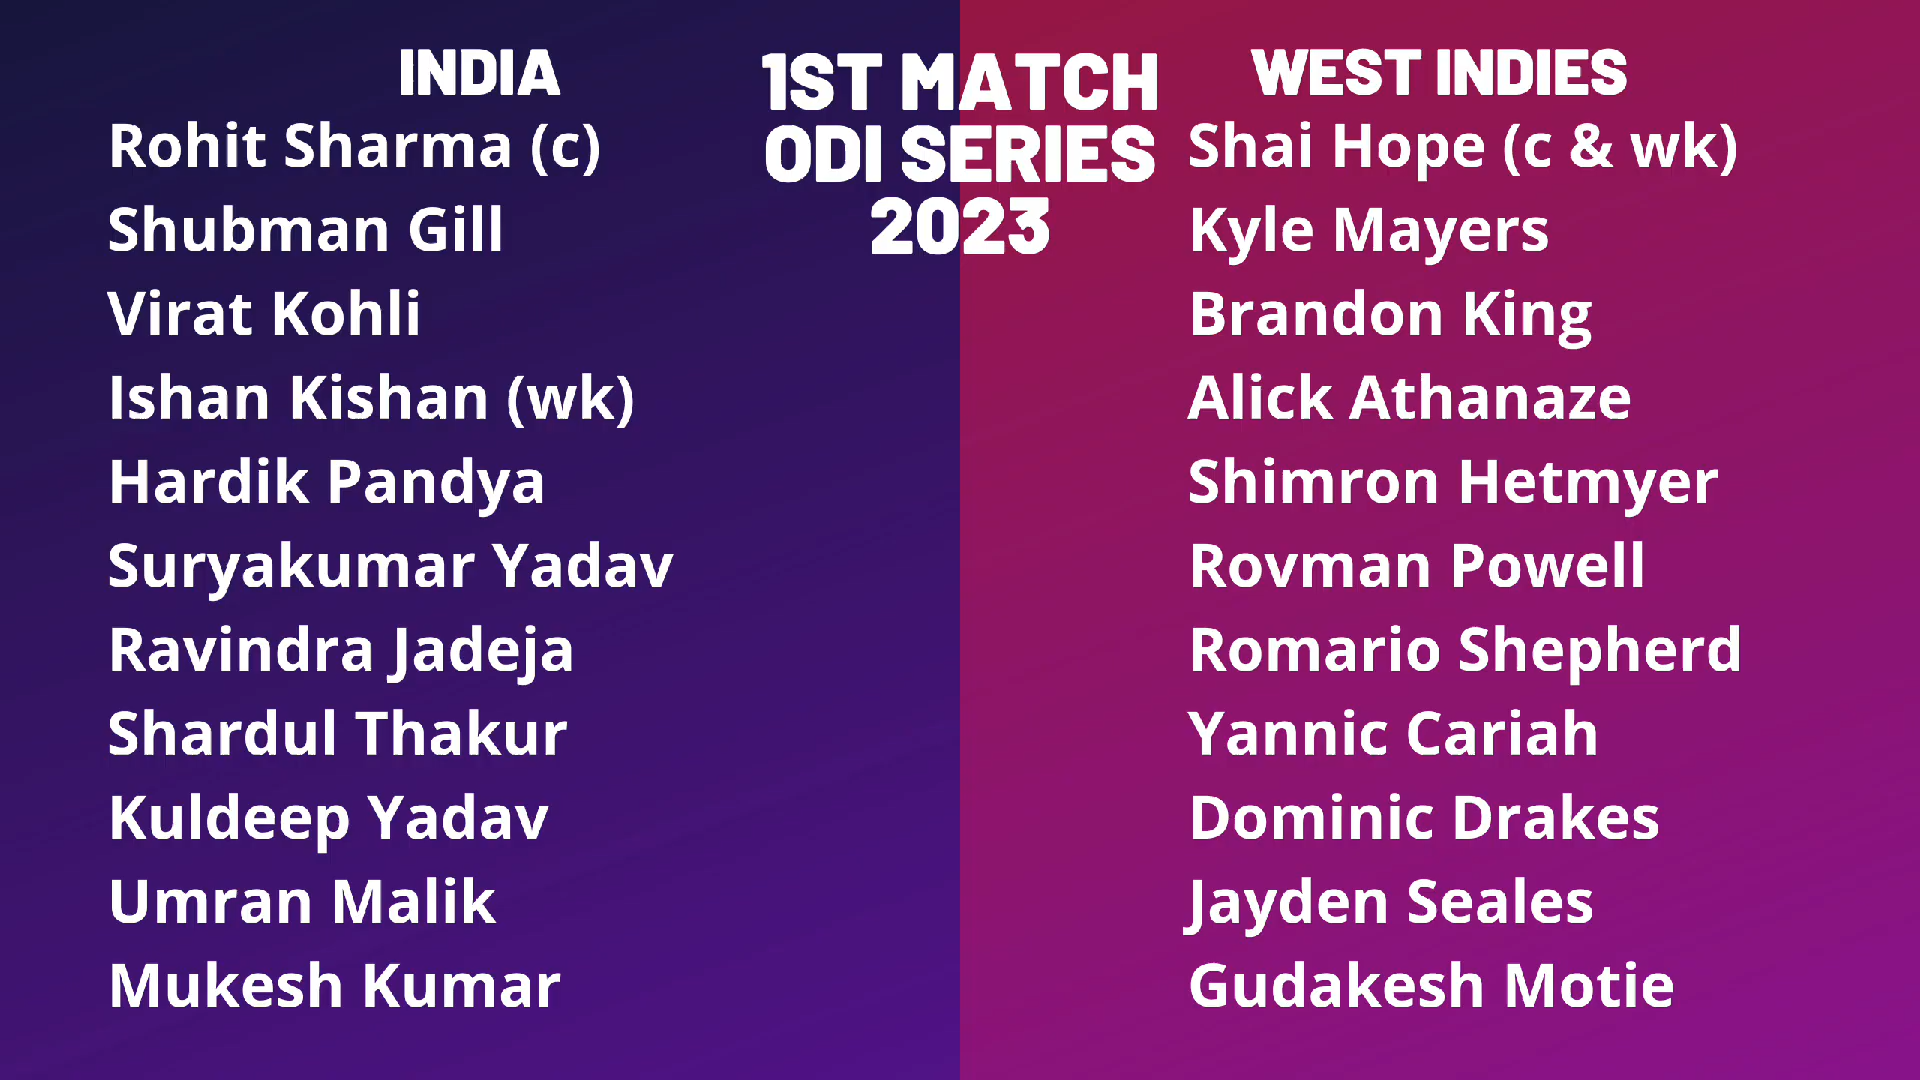 INDIA
Rohit Sharma (c)
Shubman Gill
Virat Kohli
Ishan Kishan (wk)
Hardik Pandya
Suryakumar Yadav
Ravindra Jadeja
Shardul Thakur
Kuldeep Yadav
Umran Malik
Mukesh Kumar
1ST MATCH
ODI SERIES
2023
WEST INDIES
Shai Hope (c & wk)
Kyle Mayers
Brandon King
Alick Athanaze
Shimron Hetmyer
Rovman Powell
Romario Shepherd
Yannic Cariah
Dominic Drakes
Jayden Seales
Gudakesh Motie